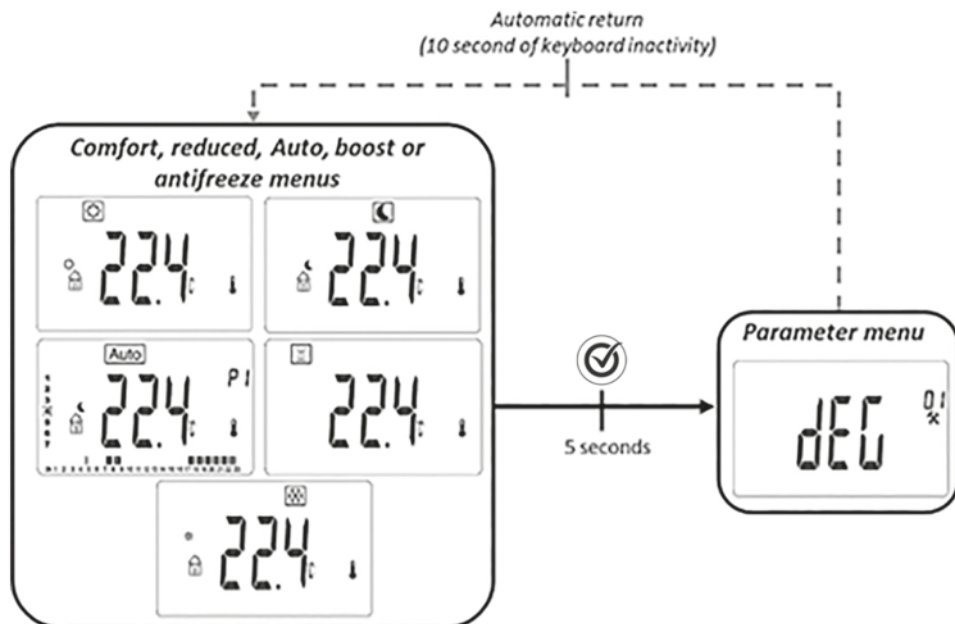 Automatic return
(10 second of keyboard inactivity)
Comfort, reduced, Auto, boost or
antifreeze menus
22.4
22.4
Auto
P1
22.4
22.4
22.4
5 seconds
Parameter menu
01
dEG